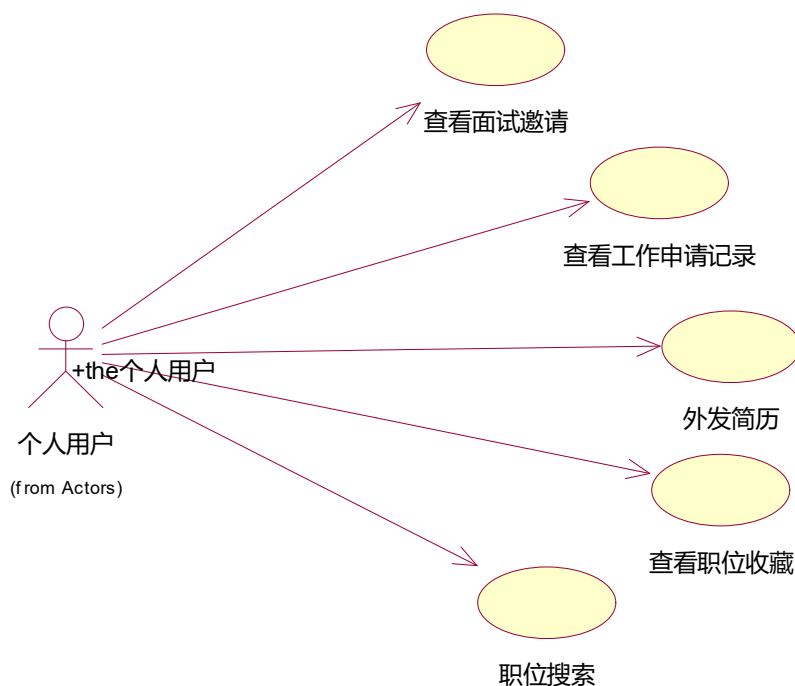 查看面试邀请
查看工作申请记录
+the个人用户
外发简历
个人用户
(from Actors)
查看职位收藏
职位搜索